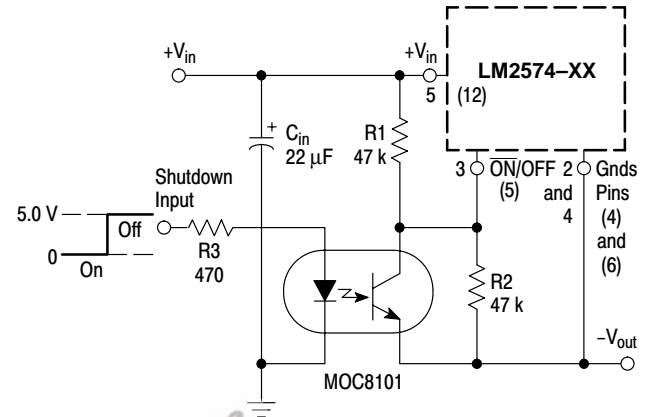 +Vin
+Vin
LM2574–XX
5
(12)
+
Cin
22 µF
R1
47 k
3
ON/OFF
(5)
2
and
4
Gnds
Pins
(4)
and
(6)
Shutdown
Input
5.0 V
Off
0
On
R3
470
R2
47 k
–Vout
MOC8101